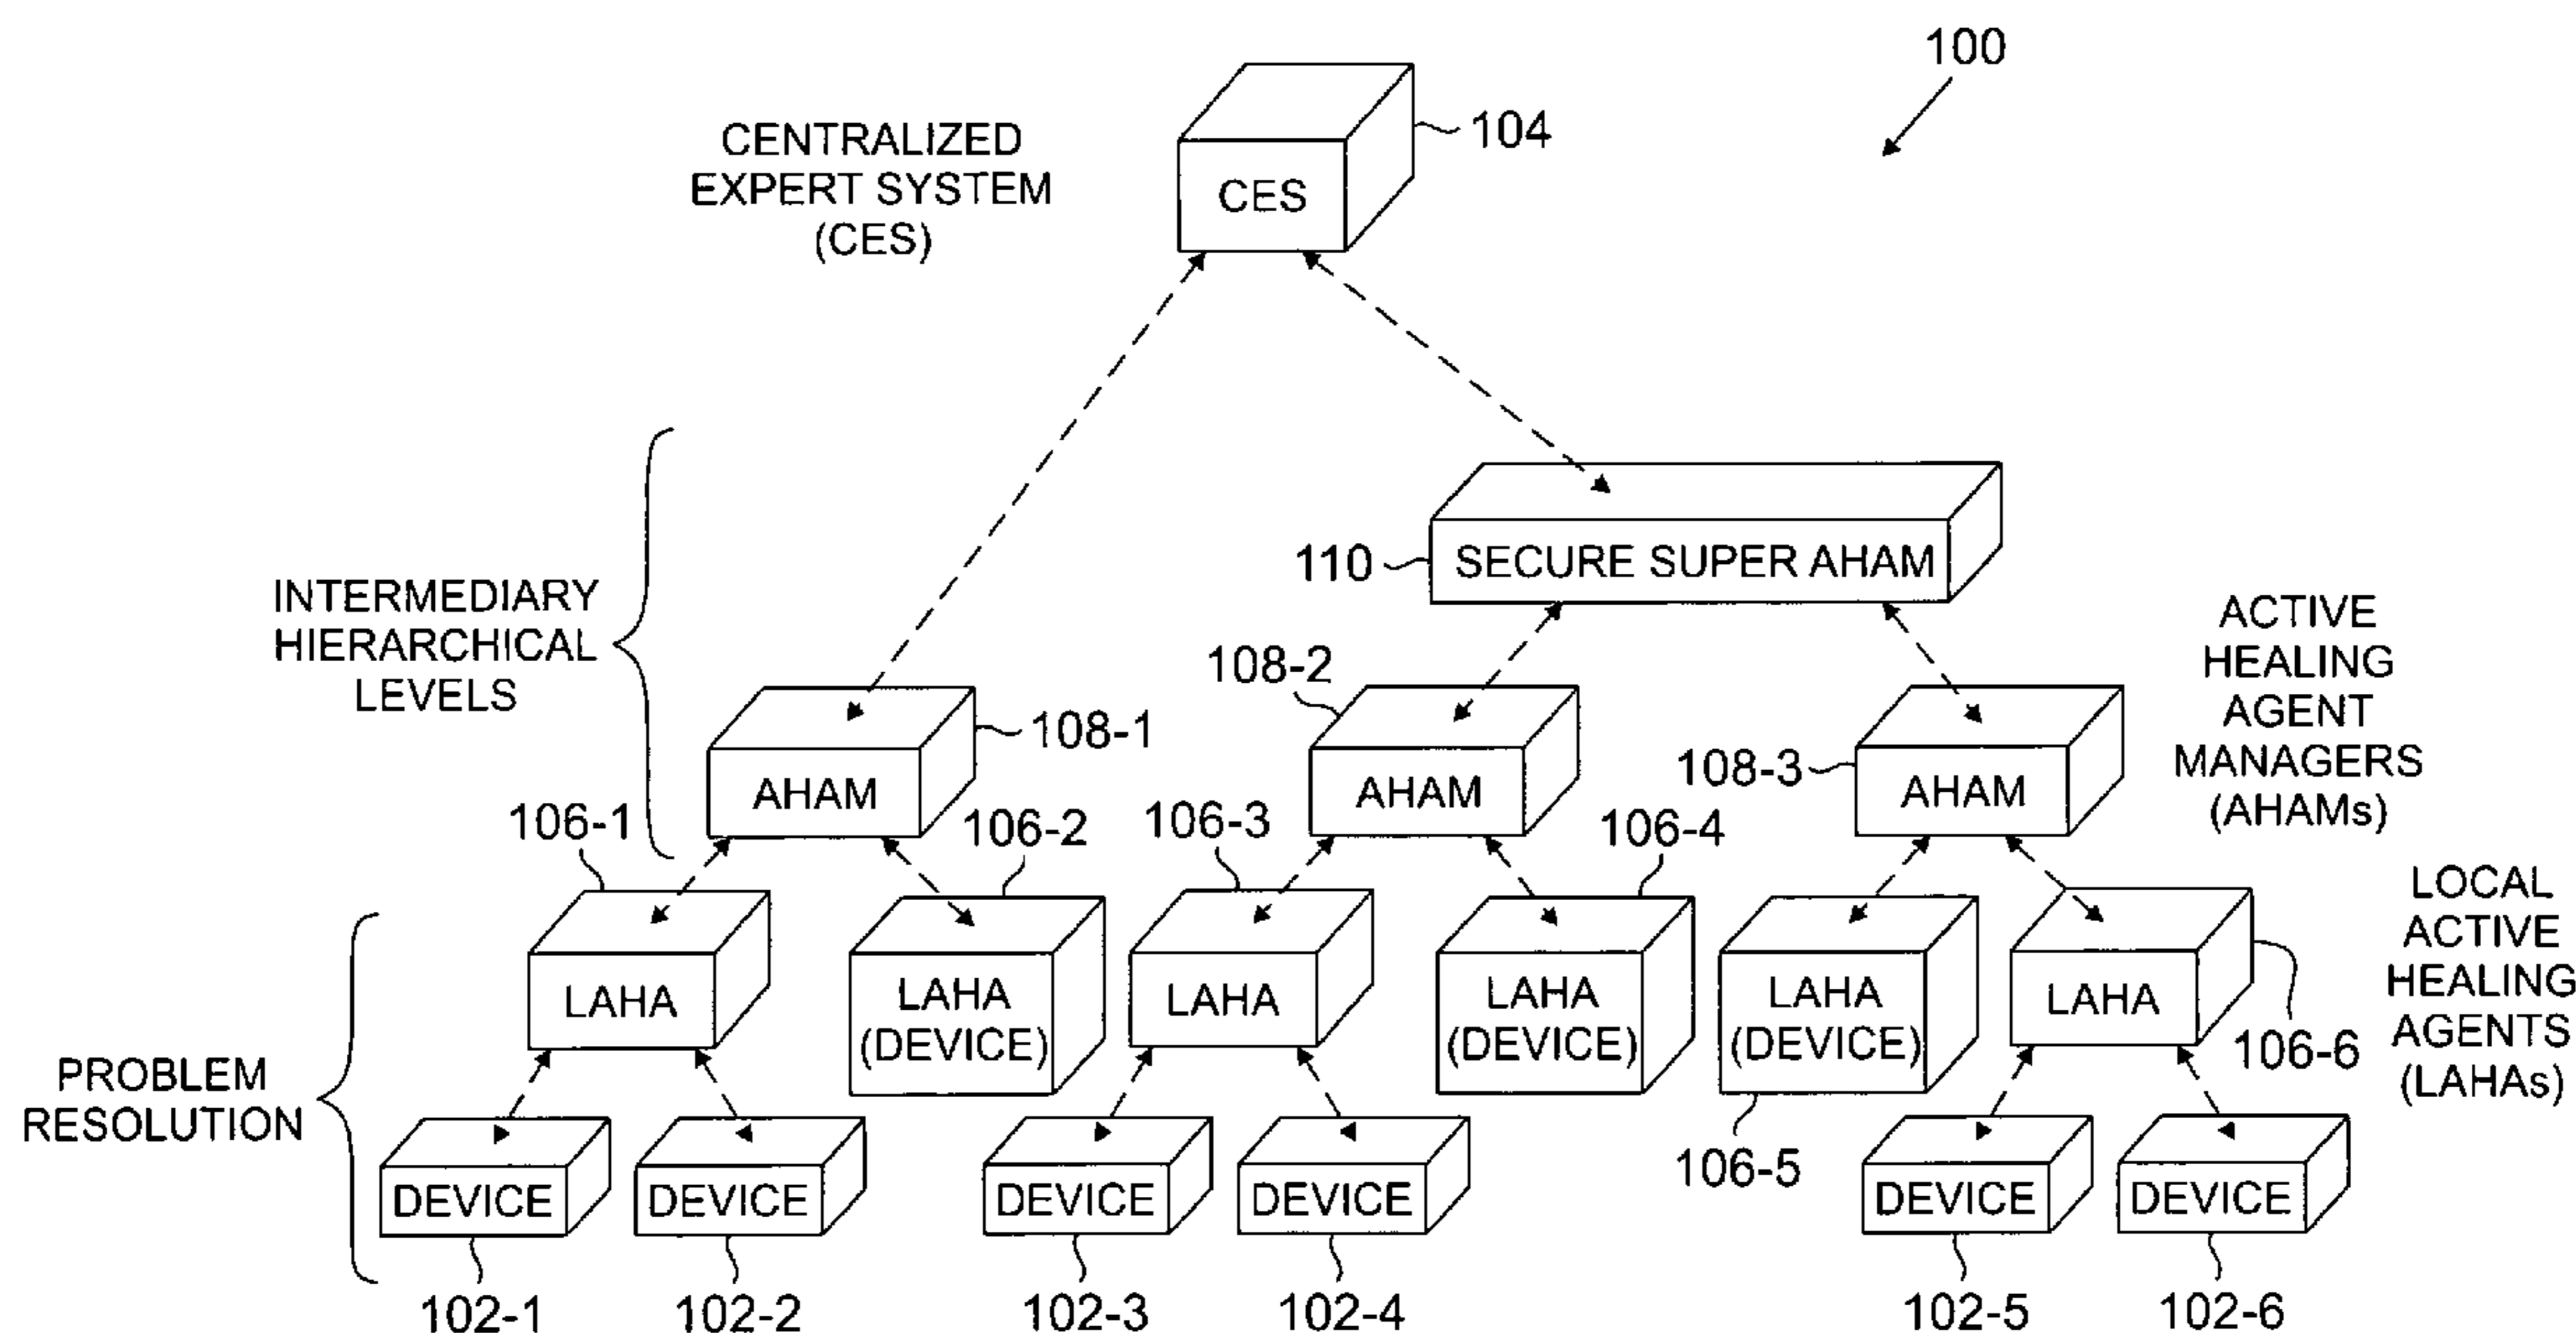 100
CENTRALIZED
EXPERT SYSTEM
(CES)
CES
104
INTERMEDIARY
HIERARCHICAL
LEVELS
110
SECURE SUPER AHAM
ACTIVE
HEALING
AGENT
MANAGERS
(AHAMs)
108-1
AHAM
108-2
AHAM
108-3
AHAM
LOCAL
ACTIVE
HEALING
AGENTS
(LAHAs)
106-1
LAHA
106-2
LAHA
(DEVICE)
106-3
LAHA
106-4
LAHA
(DEVICE)
LAHA
(DEVICE)
106-5
LAHA
106-6
PROBLEM
RESOLUTION
DEVICE
DEVICE
DEVICE
DEVICE
DEVICE
DEVICE
102-1
102-2
102-3
102-4
102-5
102-6